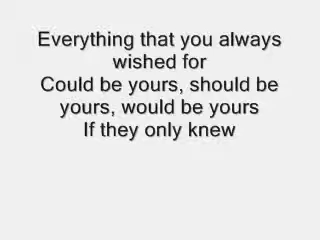 Everything that you always
wished for
Could be yours, should be
yours, would be yours
If they only knew